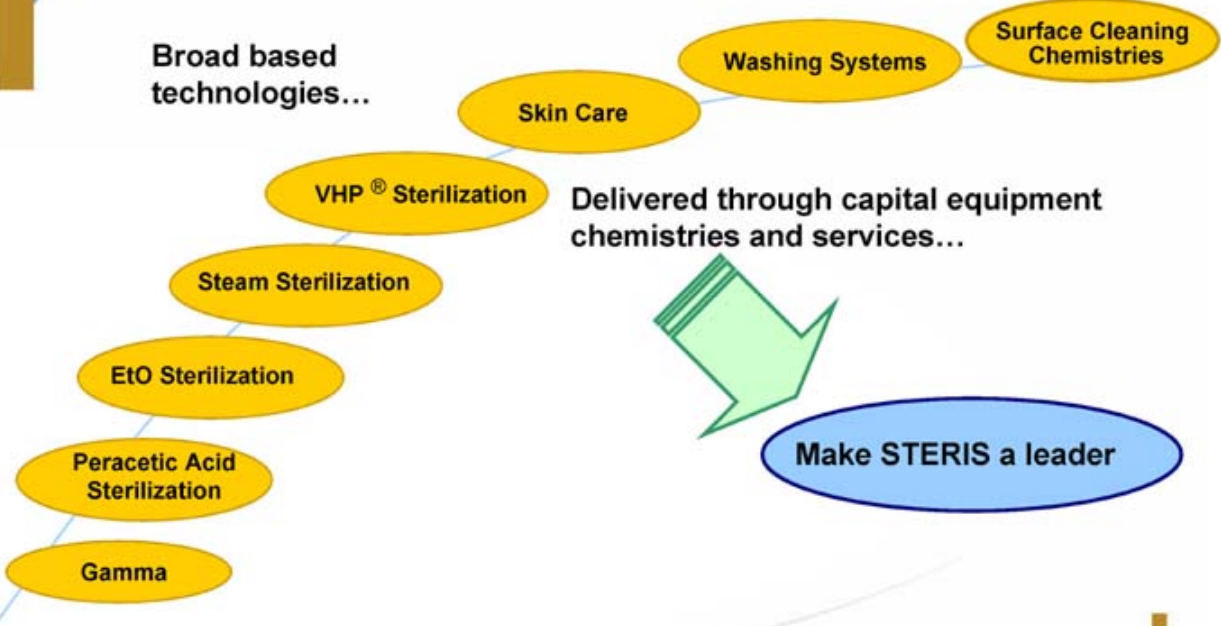 Broad based
technologies…
Surface Cleaning
Chemistries
Washing Systems
Skin Care
VHP ® Sterilization
Delivered through capital equipment
chemistries and services…
Steam Sterilization
EtO Sterilization
Make STERIS a leader
Peracetic Acid
Sterilization
Gamma